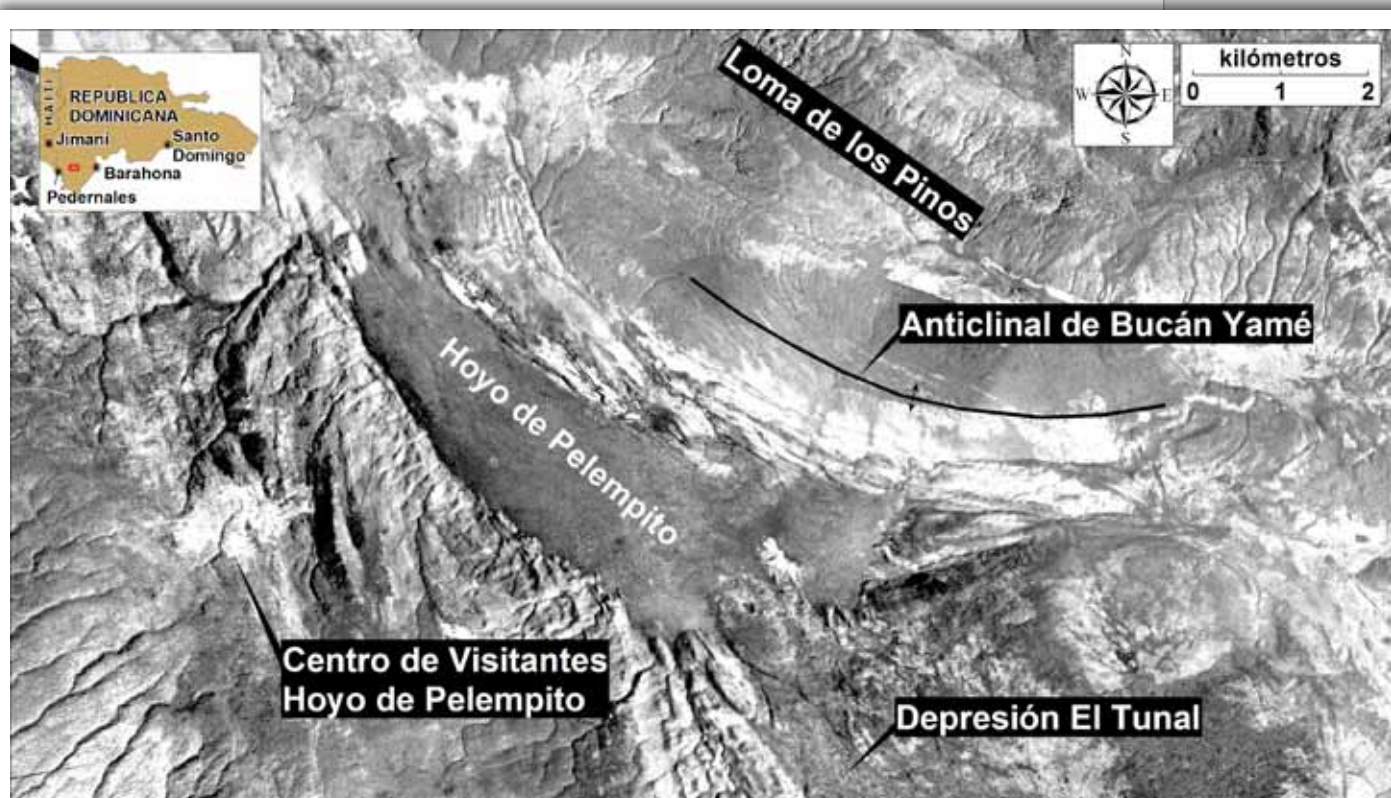 HAITI
REPUBLICA
DOMINICANA
Jimaní
Santo
Domingo
Barahona
Pedernales
Loma de los Pinos
N
W
E
S
kilómetros
0 1 2
Anticlinal de Bucán Yamé
Hoyo de Pelempito
Centro de Visitantes
Hoyo de Pelempito
Depresión El Tunal